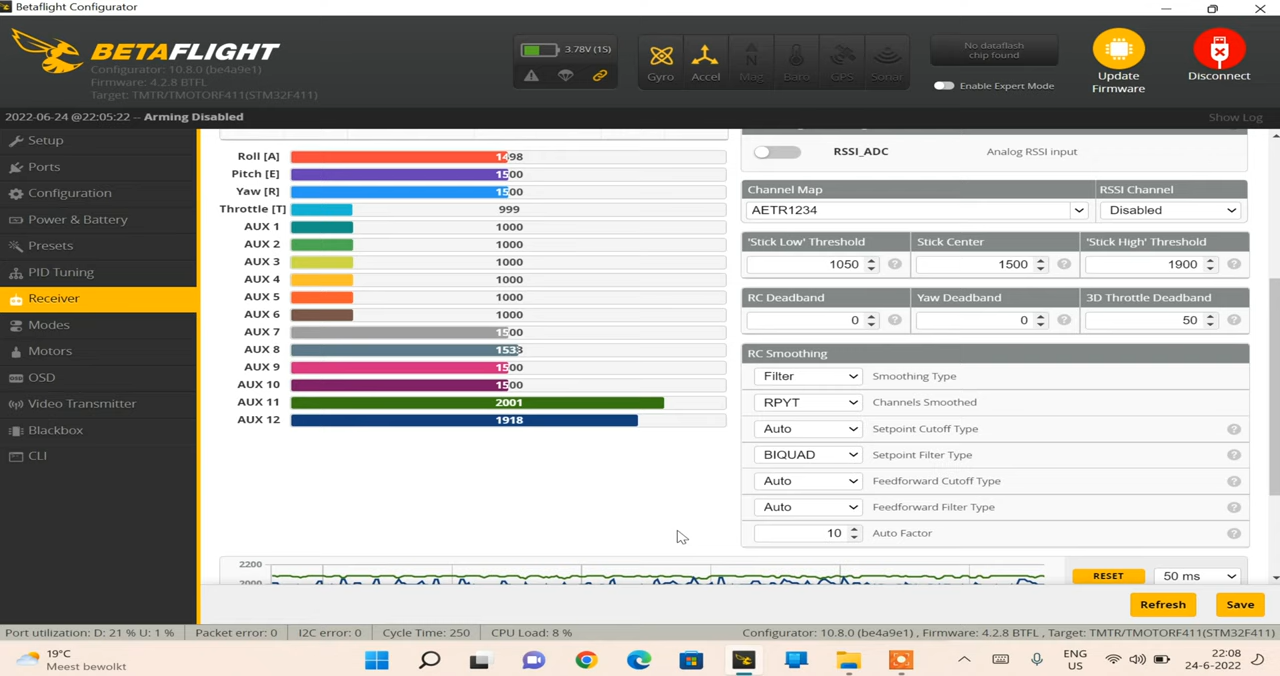 Betaflight Configurator
BETAFLIGHT
Configurator: 10.8.0 (be4a9e1)
Firmware: 4.2.8 BTFL
Target: TMTR/TMOTORF411(STM32F411)
3.78V (1S)
Gyro
Accel
Mag
Baro
GPS
Sonar
No dataflash
chip found
Enable Expert Mode
Update
Firmware
Disconnect
2022-06-24 @22:05:22 -- Arming Disabled
Show Log
Setup
Ports
Configuration
Power & Battery
Presets
PID Tuning
Receiver
Modes
Motors
OSD
Video Transmitter
Blackbox
CLI
Roll [A] 1498
Pitch [E] 1500
Yaw [R] 1500
Throttle [T] 999
AUX 1 1000
AUX 2 1000
AUX 3 1000
AUX 4 1000
AUX 5 1000
AUX 6 1000
AUX 7 1500
AUX 8 1533
AUX 9 1500
AUX 10 1500
AUX 11 2001
AUX 12 1918
RSSI_ADC Analog RSSI input
Channel Map RSSI Channel
AETR1234 Disabled
'Stick Low' Threshold Stick Center 'Stick High' Threshold
1050 1500 1900
RC Deadband Yaw Deadband 3D Throttle Deadband
0 0 50
RC Smoothing
Filter Smoothing Type
RPYT Channels Smoothed
Auto Setpoint Cutoff Type
BIQUAD Setpoint Filter Type
Auto Feedforward Cutoff Type
Auto Feedforward Filter Type
10 Auto Factor
2200
RESET 50 ms
Refresh Save
Port utilization: D: 21 % U: 1 % Packet error: 0 I2C error: 0 Cycle Time: 250 CPU Load: 8 % Configurator: 10.8.0 (be4a9e1), Firmware: 4.2.8 BTFL, Target: TMTR/TMOTORF411(STM32F411)
19°C
Meest bewolkt
ENG
US
22:08
24-6-2022